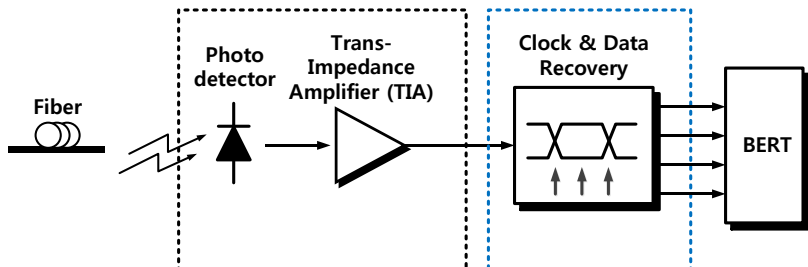 Fiber
Photo
detector
Trans-
Impedance
Amplifier (TIA)
Clock & Data
Recovery
BERT